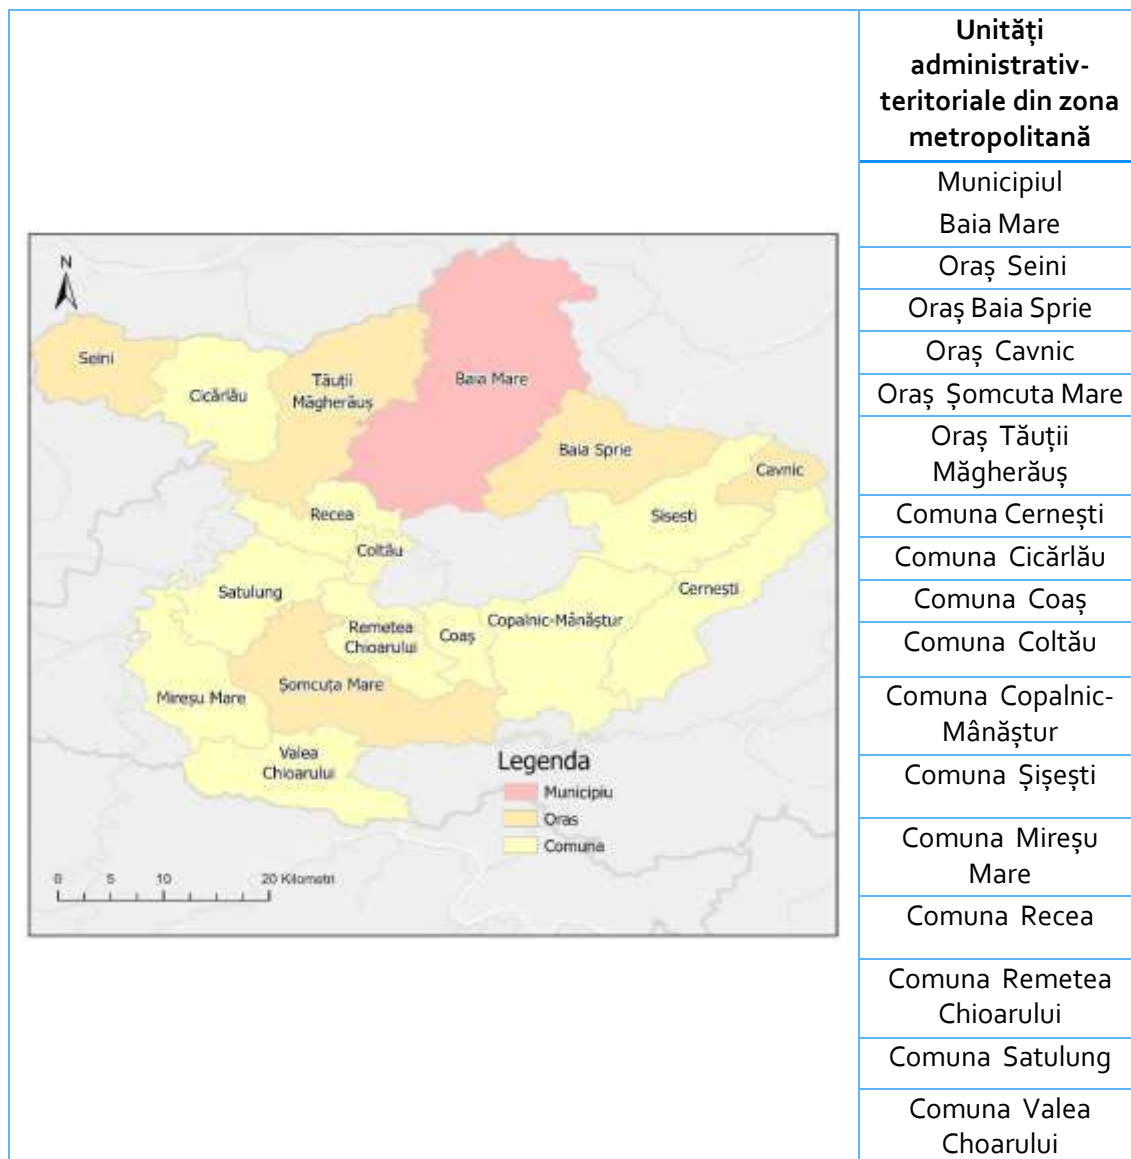 Unități
administrativ-
teritoriale din zona
metropolitană
Municipiul
Baia Mare
Oraș Seini
Oraș Baia Sprie
Oraș Cavnic
Oraș Șomcuta Mare
Oraș Tăuții
Măgherăuș
Comuna Cernești
Comuna Cicărlău
Comuna Coaș
Comuna Coltău
Comuna Copalnic-
Mânăștur
Comuna Șișești
Comuna Mireșu
Mare
Comuna Recea
Comuna Remetea
Chioarului
Comuna Satulung
Comuna Valea
Choarului
N
Seini
Cicărlău
Tăuții
Măgherăuș
Baia Mare
Baia Sprie
Cavnic
Recea
Sisesti
Coltău
Satulung
Cernești
Remetea
Chioarului
Coaș
Copalnic-Mânăștur
Mireșu Mare
Șomcuța Mare
Valea
Chioarului
Legenda
Municipiu
Oras
Comuna
0 5 10 20 Kilometri